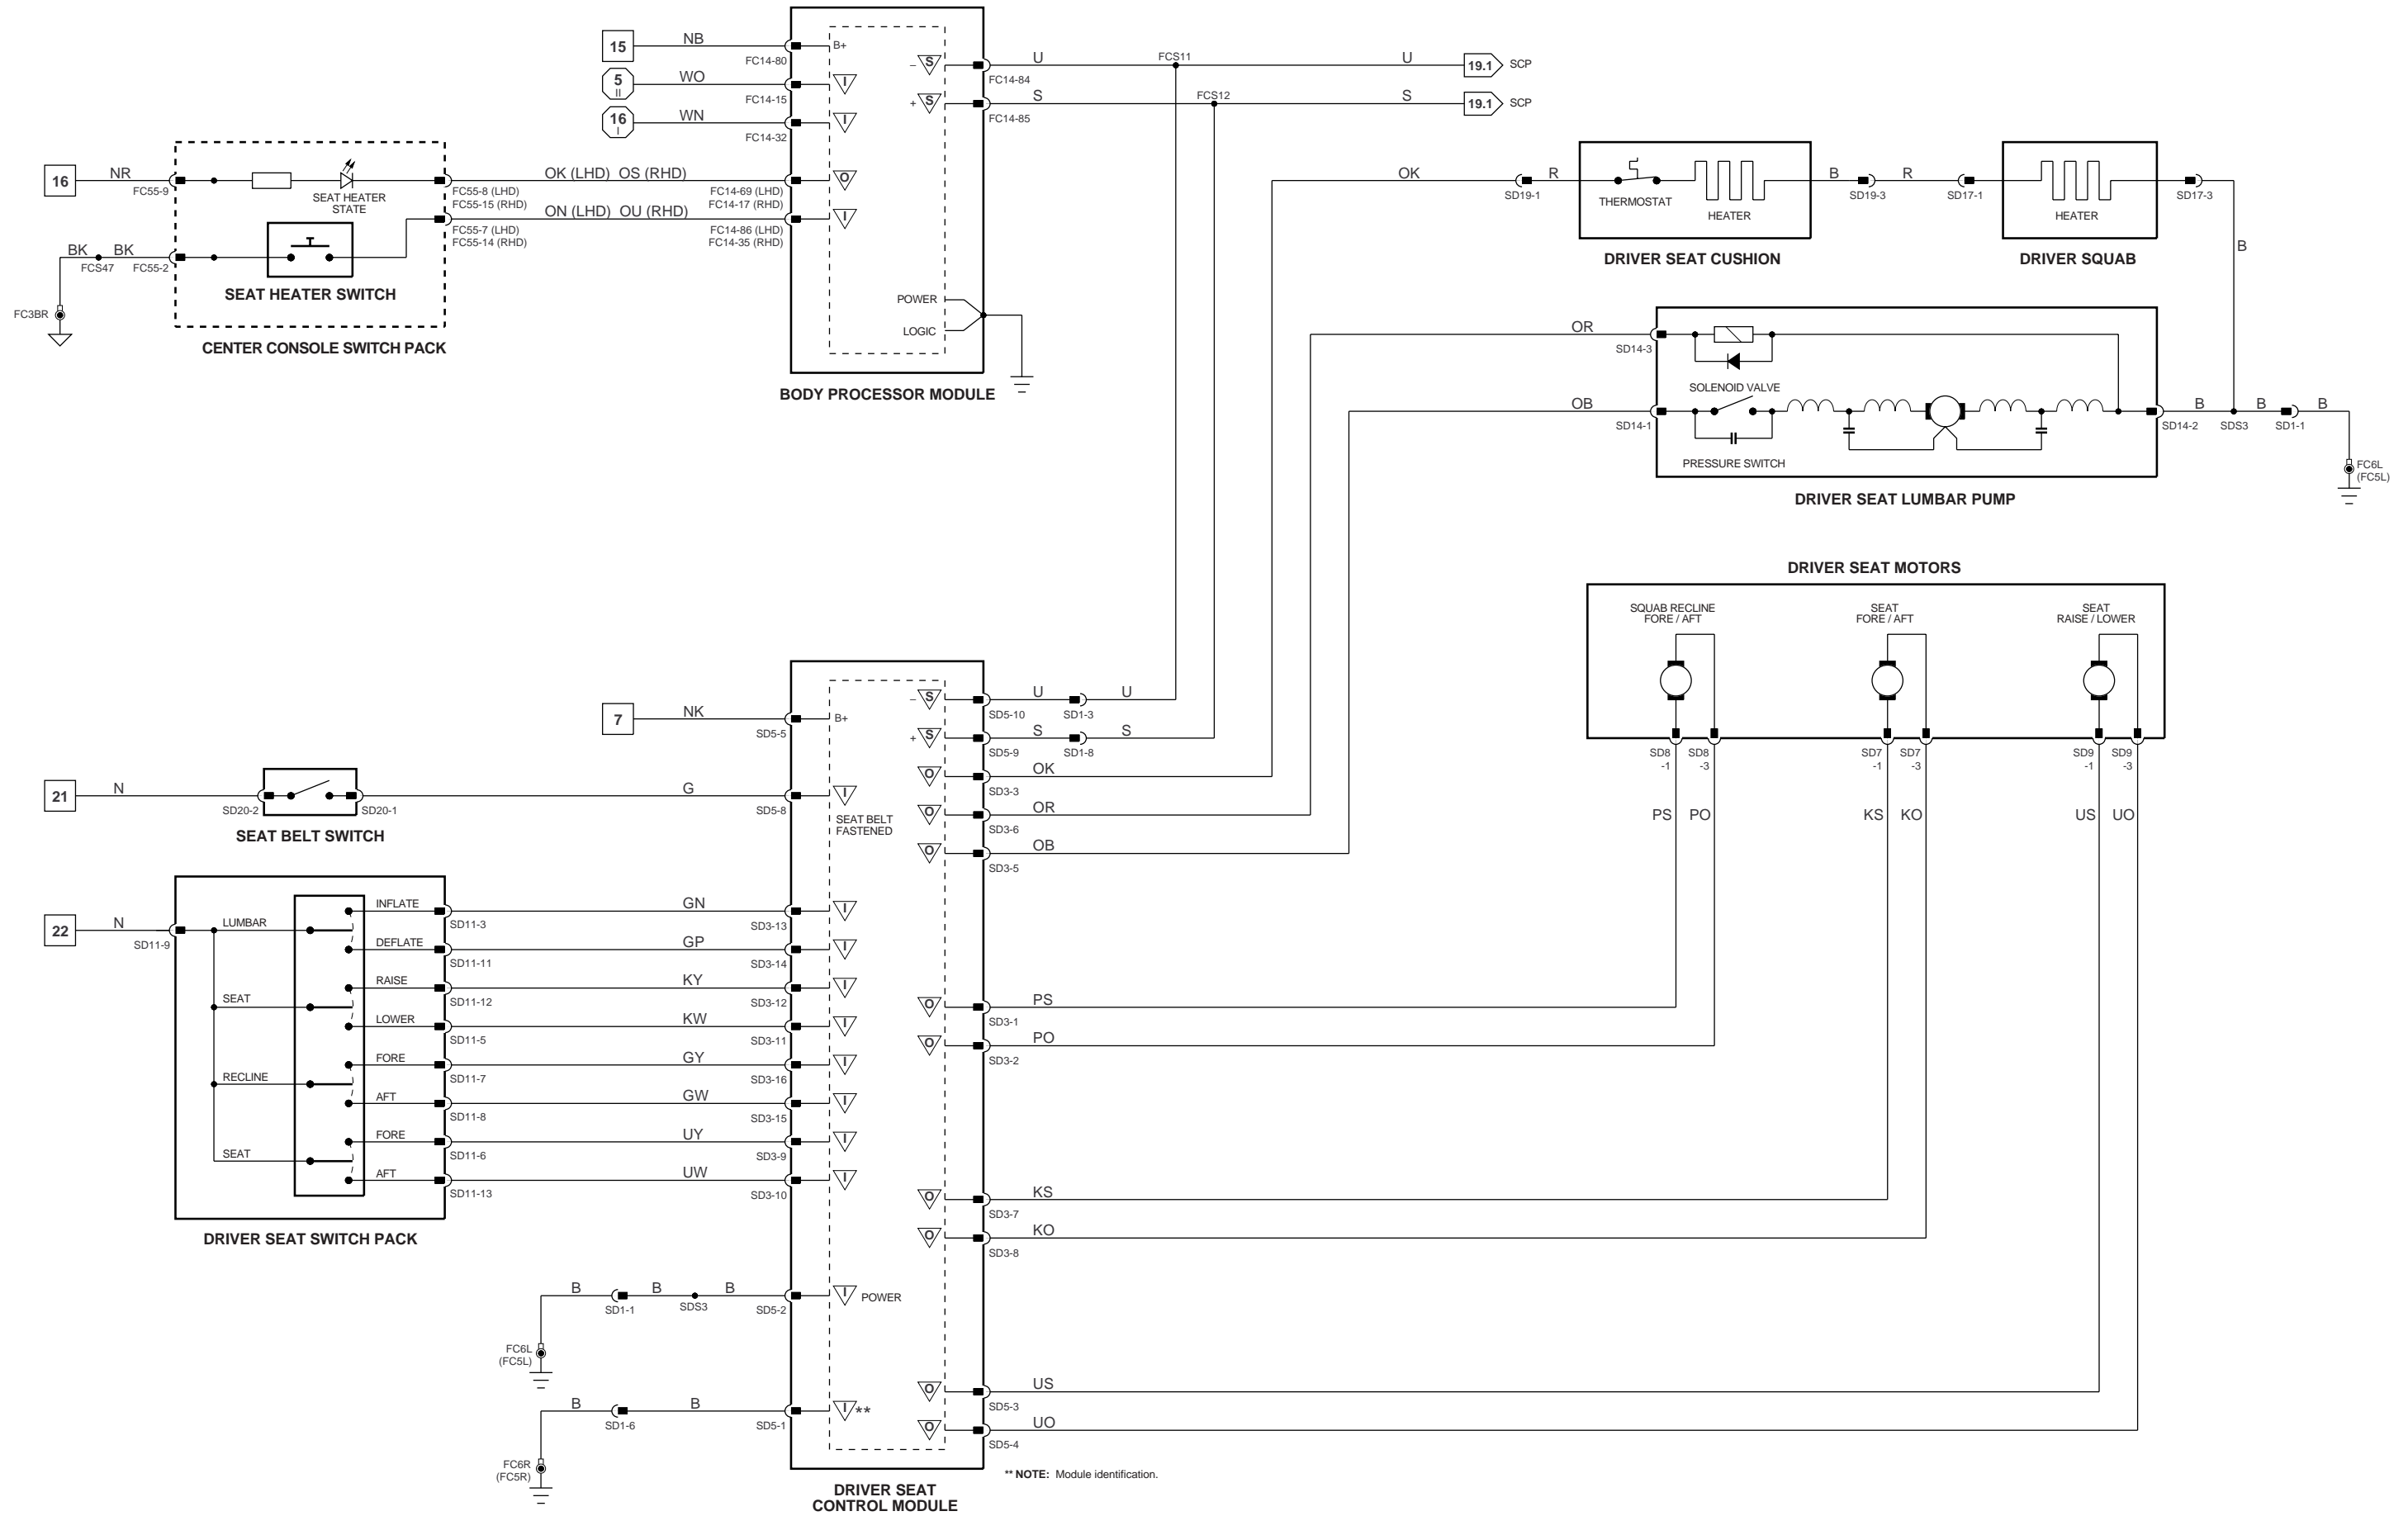 15
NB
FC14-80
B+
5
II
WO
FC14-15
I
16
I
WN
FC14-32
I
–
S
FC14-84
U
FCS11
U
19.1
SCP
+
S
FC14-85
S
FCS12
S
19.1
SCP
16
NR
FC55-9
SEAT HEATER
STATE
FC55-8 (LHD)
FC55-15 (RHD)
OK (LHD) OS (RHD)
FC14-69 (LHD)
FC14-17 (RHD)
O
FC55-7 (LHD)
FC55-14 (RHD)
ON (LHD) OU (RHD)
FC14-86 (LHD)
FC14-35 (RHD)
I
BK
FCS47
BK
FC55-2
FC3BR
SEAT HEATER SWITCH
CENTER CONSOLE SWITCH PACK
POWER
LOGIC
BODY PROCESSOR MODULE
OK
SD19-1
R
THERMOSTAT
HEATER
B
SD19-3
R
SD17-1
HEATER
SD17-3
B
DRIVER SEAT CUSHION
DRIVER SQUAB
OR
SD14-3
SOLENOID VALVE
OB
SD14-1
PRESSURE SWITCH
SD14-2
B
SDS3
B
SD1-1
B
FC6L
(FC5L)
DRIVER SEAT LUMBAR PUMP
DRIVER SEAT MOTORS
SQUAB RECLINE
FORE / AFT
SEAT
FORE / AFT
SEAT
RAISE / LOWER
SD8
-1
SD8
-3
SD7
-1
SD7
-3
SD9
-1
SD9
-3
PS
PO
KS
KO
US
UO
7
NK
SD5-5
B+
–
S
SD5-10
U
SD1-3
U
+
S
SD5-9
S
SD1-8
S
O
SD3-3
OK
O
SD3-6
OR
O
SD3-5
OB
21
N
SD20-2
SD20-1
SEAT BELT SWITCH
G
SD5-8
I
SEAT BELT
FASTENED
22
N
SD11-9
LUMBAR
INFLATE
SD11-3
GN
SD3-13
I
DEFLATE
SD11-11
GP
SD3-14
I
SEAT
RAISE
SD11-12
KY
SD3-12
I
LOWER
SD11-5
KW
SD3-11
I
RECLINE
FORE
SD11-7
GY
SD3-16
I
AFT
SD11-8
GW
SD3-15
I
SEAT
FORE
SD11-6
UY
SD3-9
I
AFT
SD11-13
UW
SD3-10
I
DRIVER SEAT SWITCH PACK
O
SD3-1
PS
O
SD3-2
PO
O
SD3-7
KS
O
SD3-8
KO
B
SD1-1
B
SDS3
B
SD5-2
I
POWER
FC6L
(FC5L)
B
SD1-6
B
SD5-1
I
**
FC6R
(FC5R)
O
SD5-3
US
O
SD5-4
UO
** NOTE: Module identification.
DRIVER SEAT
CONTROL MODULE